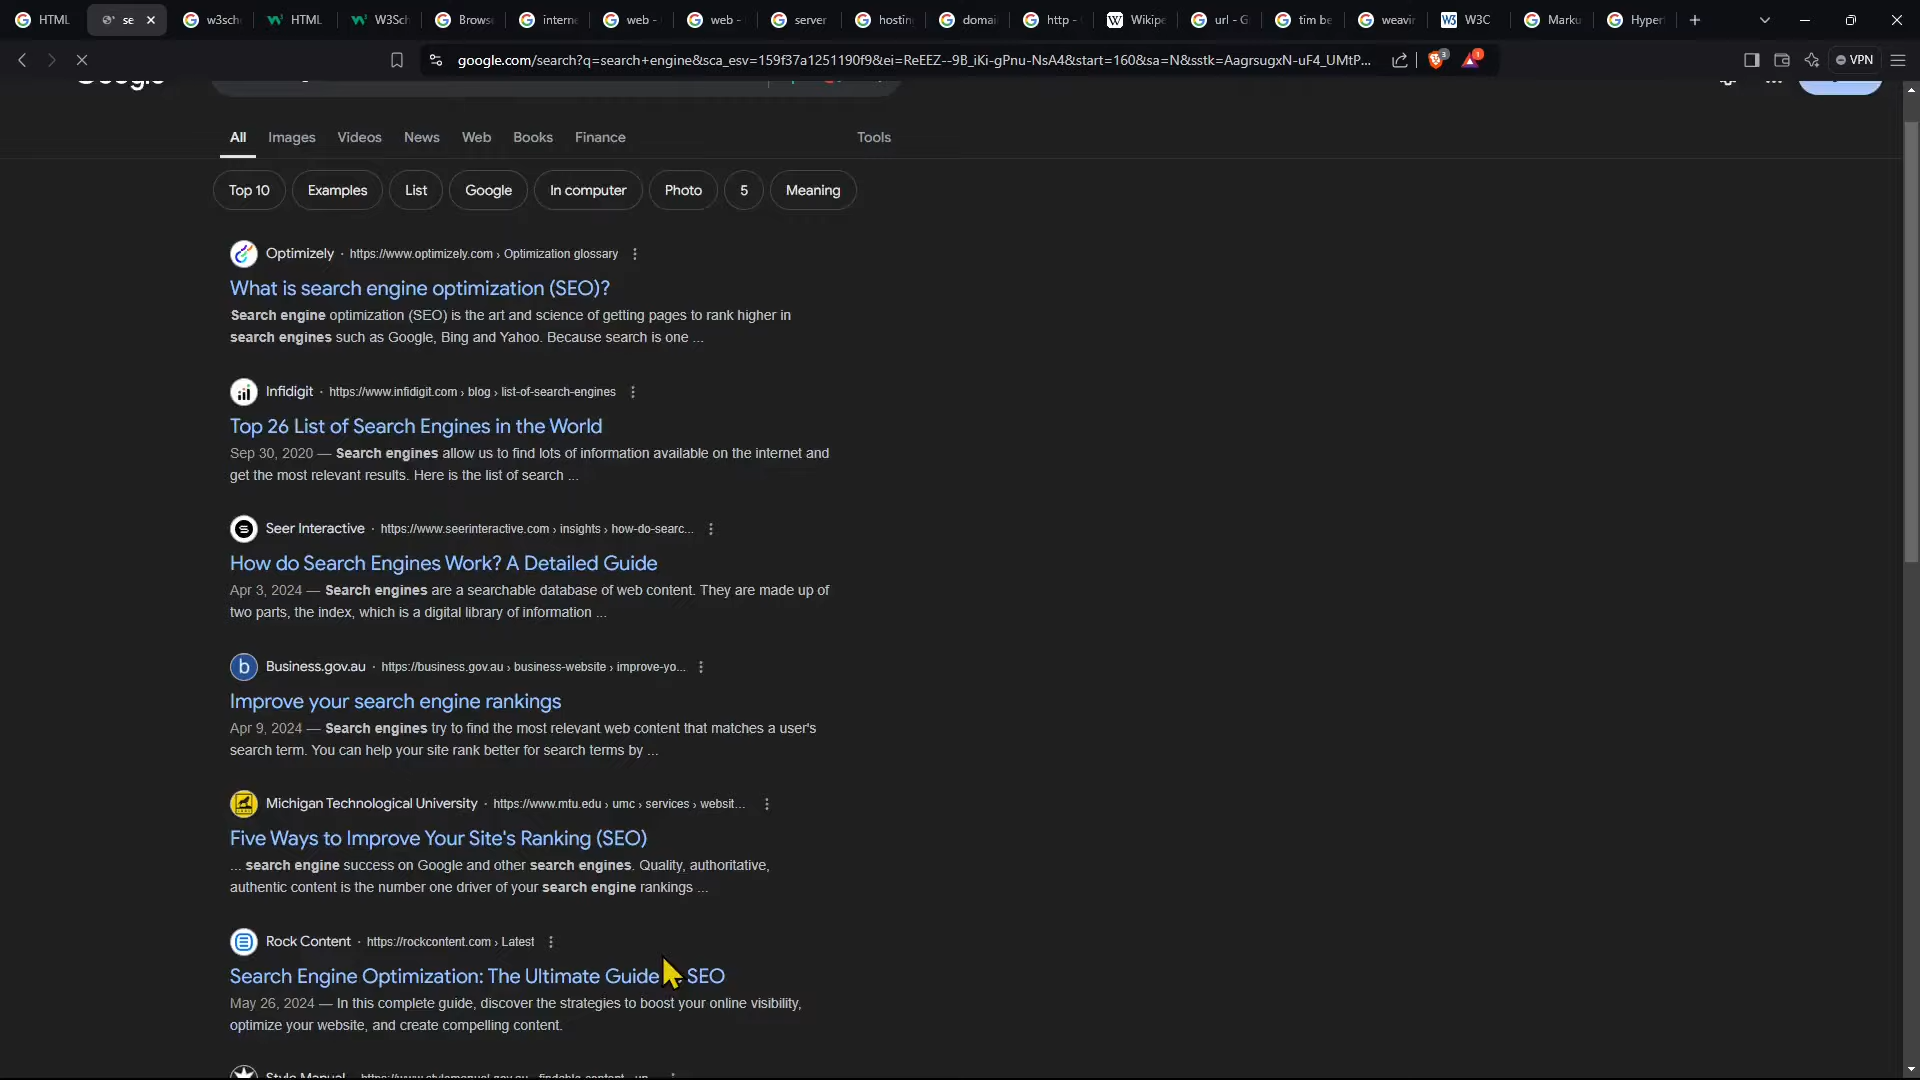 HTML
se
w3sch
HTML
W3Sch
Brows
interne
web -
web -
server
hostin
domai
http -
Wikipe
url - G
tim be
weavin
W3C
Marku
Hyper
google.com/search?q=search+engine&sca_esv=159f37a1251190f9&ei=ReEEZ--9B_iKi-gPnu-NsA4&start=160&sa=N&sstk=AagrsugxN-uF4_UMtP...
VPN
Google
All
Images
Videos
News
Web
Books
Finance
Tools
Top 10
Examples
List
Google
In computer
Photo
5
Meaning
Optimizely · https://www.optimizely.com › Optimization glossary
What is search engine optimization (SEO)?
Search engine optimization (SEO) is the art and science of getting pages to rank higher in
search engines such as Google, Bing and Yahoo. Because search is one ...
Infidigit · https://www.infidigit.com › blog › list-of-search-engines
Top 26 List of Search Engines in the World
Sep 30, 2020 — Search engines allow us to find lots of information available on the internet and
get the most relevant results. Here is the list of search ...
Seer Interactive · https://www.seerinteractive.com › insights › how-do-searc...
How do Search Engines Work? A Detailed Guide
Apr 3, 2024 — Search engines are a searchable database of web content. They are made up of
two parts, the index, which is a digital library of information ...
Business.gov.au · https://business.gov.au › business-website › improve-yo...
Improve your search engine rankings
Apr 9, 2024 — Search engines try to find the most relevant web content that matches a user's
search term. You can help your site rank better for search terms by ...
Michigan Technological University · https://www.mtu.edu › umc › services › websit...
Five Ways to Improve Your Site's Ranking (SEO)
... search engine success on Google and other search engines. Quality, authoritative,
authentic content is the number one driver of your search engine rankings ...
Rock Content · https://rockcontent.com › Latest
Search Engine Optimization: The Ultimate Guide SEO
May 26, 2024 — In this complete guide, discover the strategies to boost your online visibility,
optimize your website, and create compelling content.
Style Manual https://www.stylemanual.gov.au